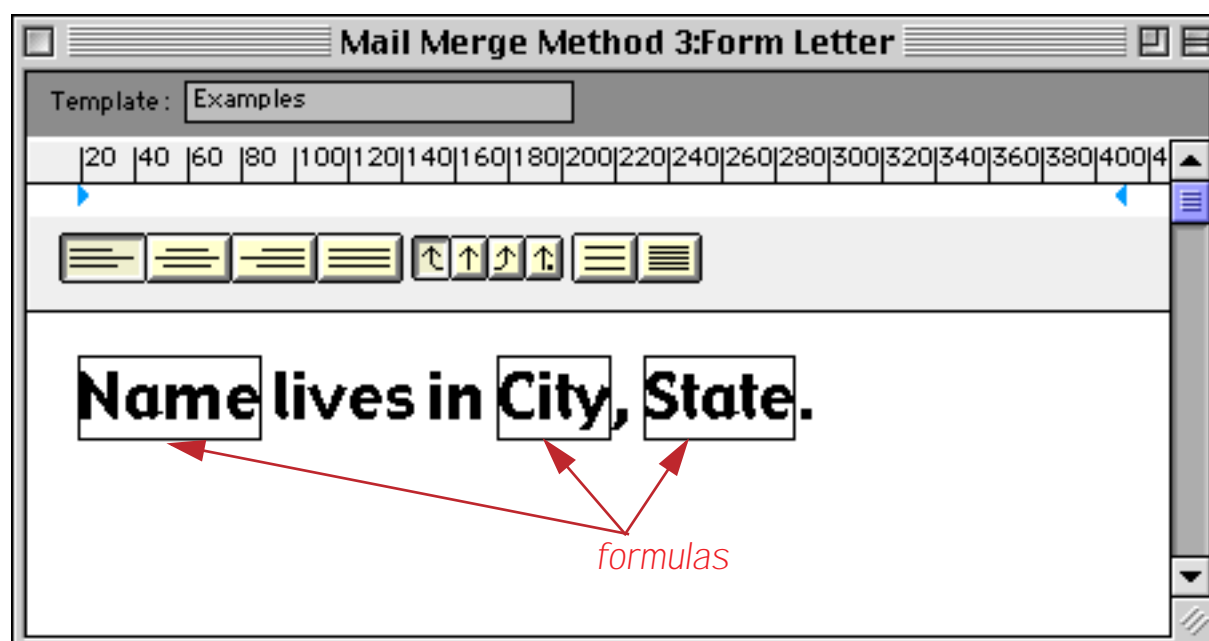 Mail Merge Method 3:Form Letter
Template: Examples
|20 |40 |60 |80 |100|120|140|160|180|200|220|240|260|280|300|320|340|360|380|400|4
Name lives in City, State.
formulas